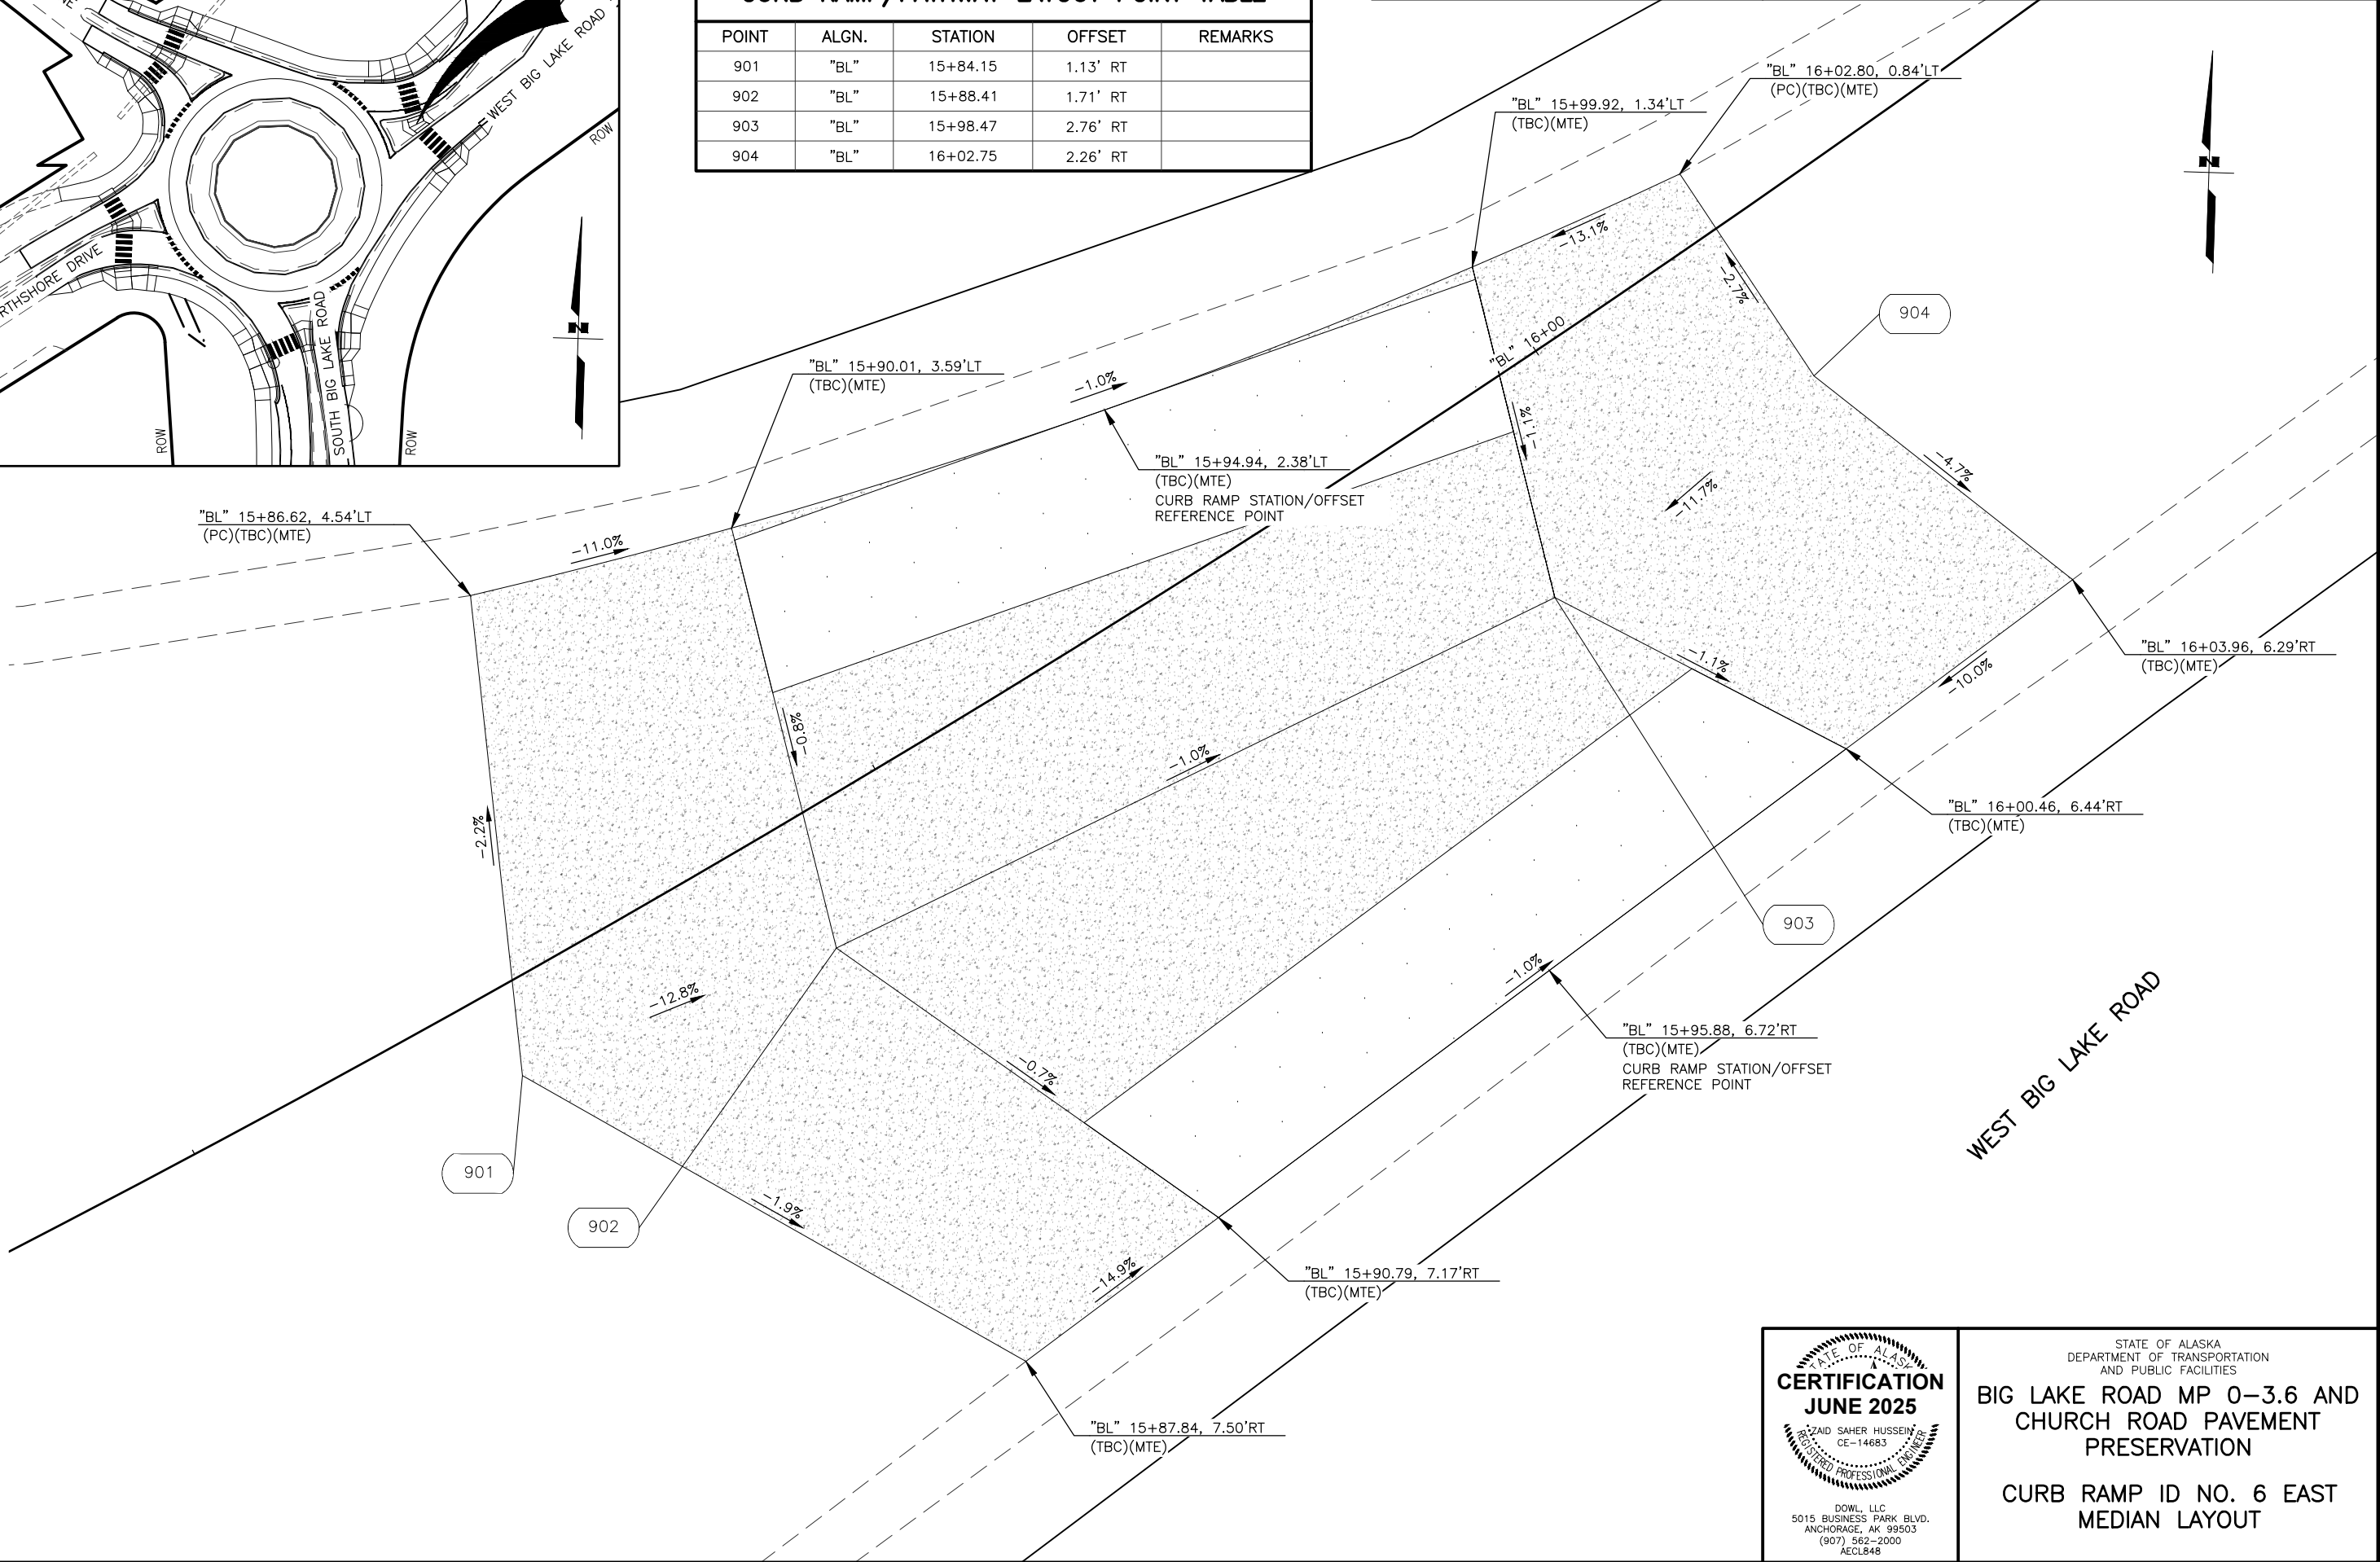 CURB RAMP/PATHWAY LAYOUT POINT TABLE
POINT ALGN. STATION OFFSET REMARKS
901 "BL" 15+84.15 1.13' RT
902 "BL" 15+88.41 1.71' RT
903 "BL" 15+98.47 2.76' RT
904 "BL" 16+02.75 2.26' RT
WEST BIG LAKE ROAD
ROW
SOUTH BIG LAKE ROAD
ROW
ROW
N
N
"BL" 16+02.80, 0.84'LT
(PC)(TBC)(MTE)
"BL" 15+99.92, 1.34'LT
(TBC)(MTE)
-13.1%
-2.7%
904
"BL" 16+00
"BL" 15+90.01, 3.59'LT
(TBC)(MTE)
-1.0%
-1.1%
"BL" 15+94.94, 2.38'LT
(TBC)(MTE)
CURB RAMP STATION/OFFSET
REFERENCE POINT
-4.7%
-11.7%
"BL" 15+86.62, 4.54'LT
(PC)(TBC)(MTE)
-11.0%
"BL" 16+03.96, 6.29'RT
(TBC)(MTE)
-1.1%
-10.0%
-0.8%
-1.0%
"BL" 16+00.46, 6.44'RT
(TBC)(MTE)
-2.2%
903
-12.8%
-1.0%
"BL" 15+95.88, 6.72'RT
(TBC)(MTE)
CURB RAMP STATION/OFFSET
REFERENCE POINT
-0.7%
WEST BIG LAKE ROAD
901
902
-1.9%
-14.9%
"BL" 15+90.79, 7.17'RT
(TBC)(MTE)
"BL" 15+87.84, 7.50'RT
(TBC)(MTE)
CERTIFICATION
JUNE 2025
ZAID SAHER HUSSEIN
CE-14683
REGISTERED PROFESSIONAL ENGINEER
DOWL, LLC
5015 BUSINESS PARK BLVD.
ANCHORAGE, AK 99503
(907) 562-2000
AECL848
STATE OF ALASKA
DEPARTMENT OF TRANSPORTATION
AND PUBLIC FACILITIES
BIG LAKE ROAD MP 0-3.6 AND
CHURCH ROAD PAVEMENT
PRESERVATION
CURB RAMP ID NO. 6 EAST
MEDIAN LAYOUT